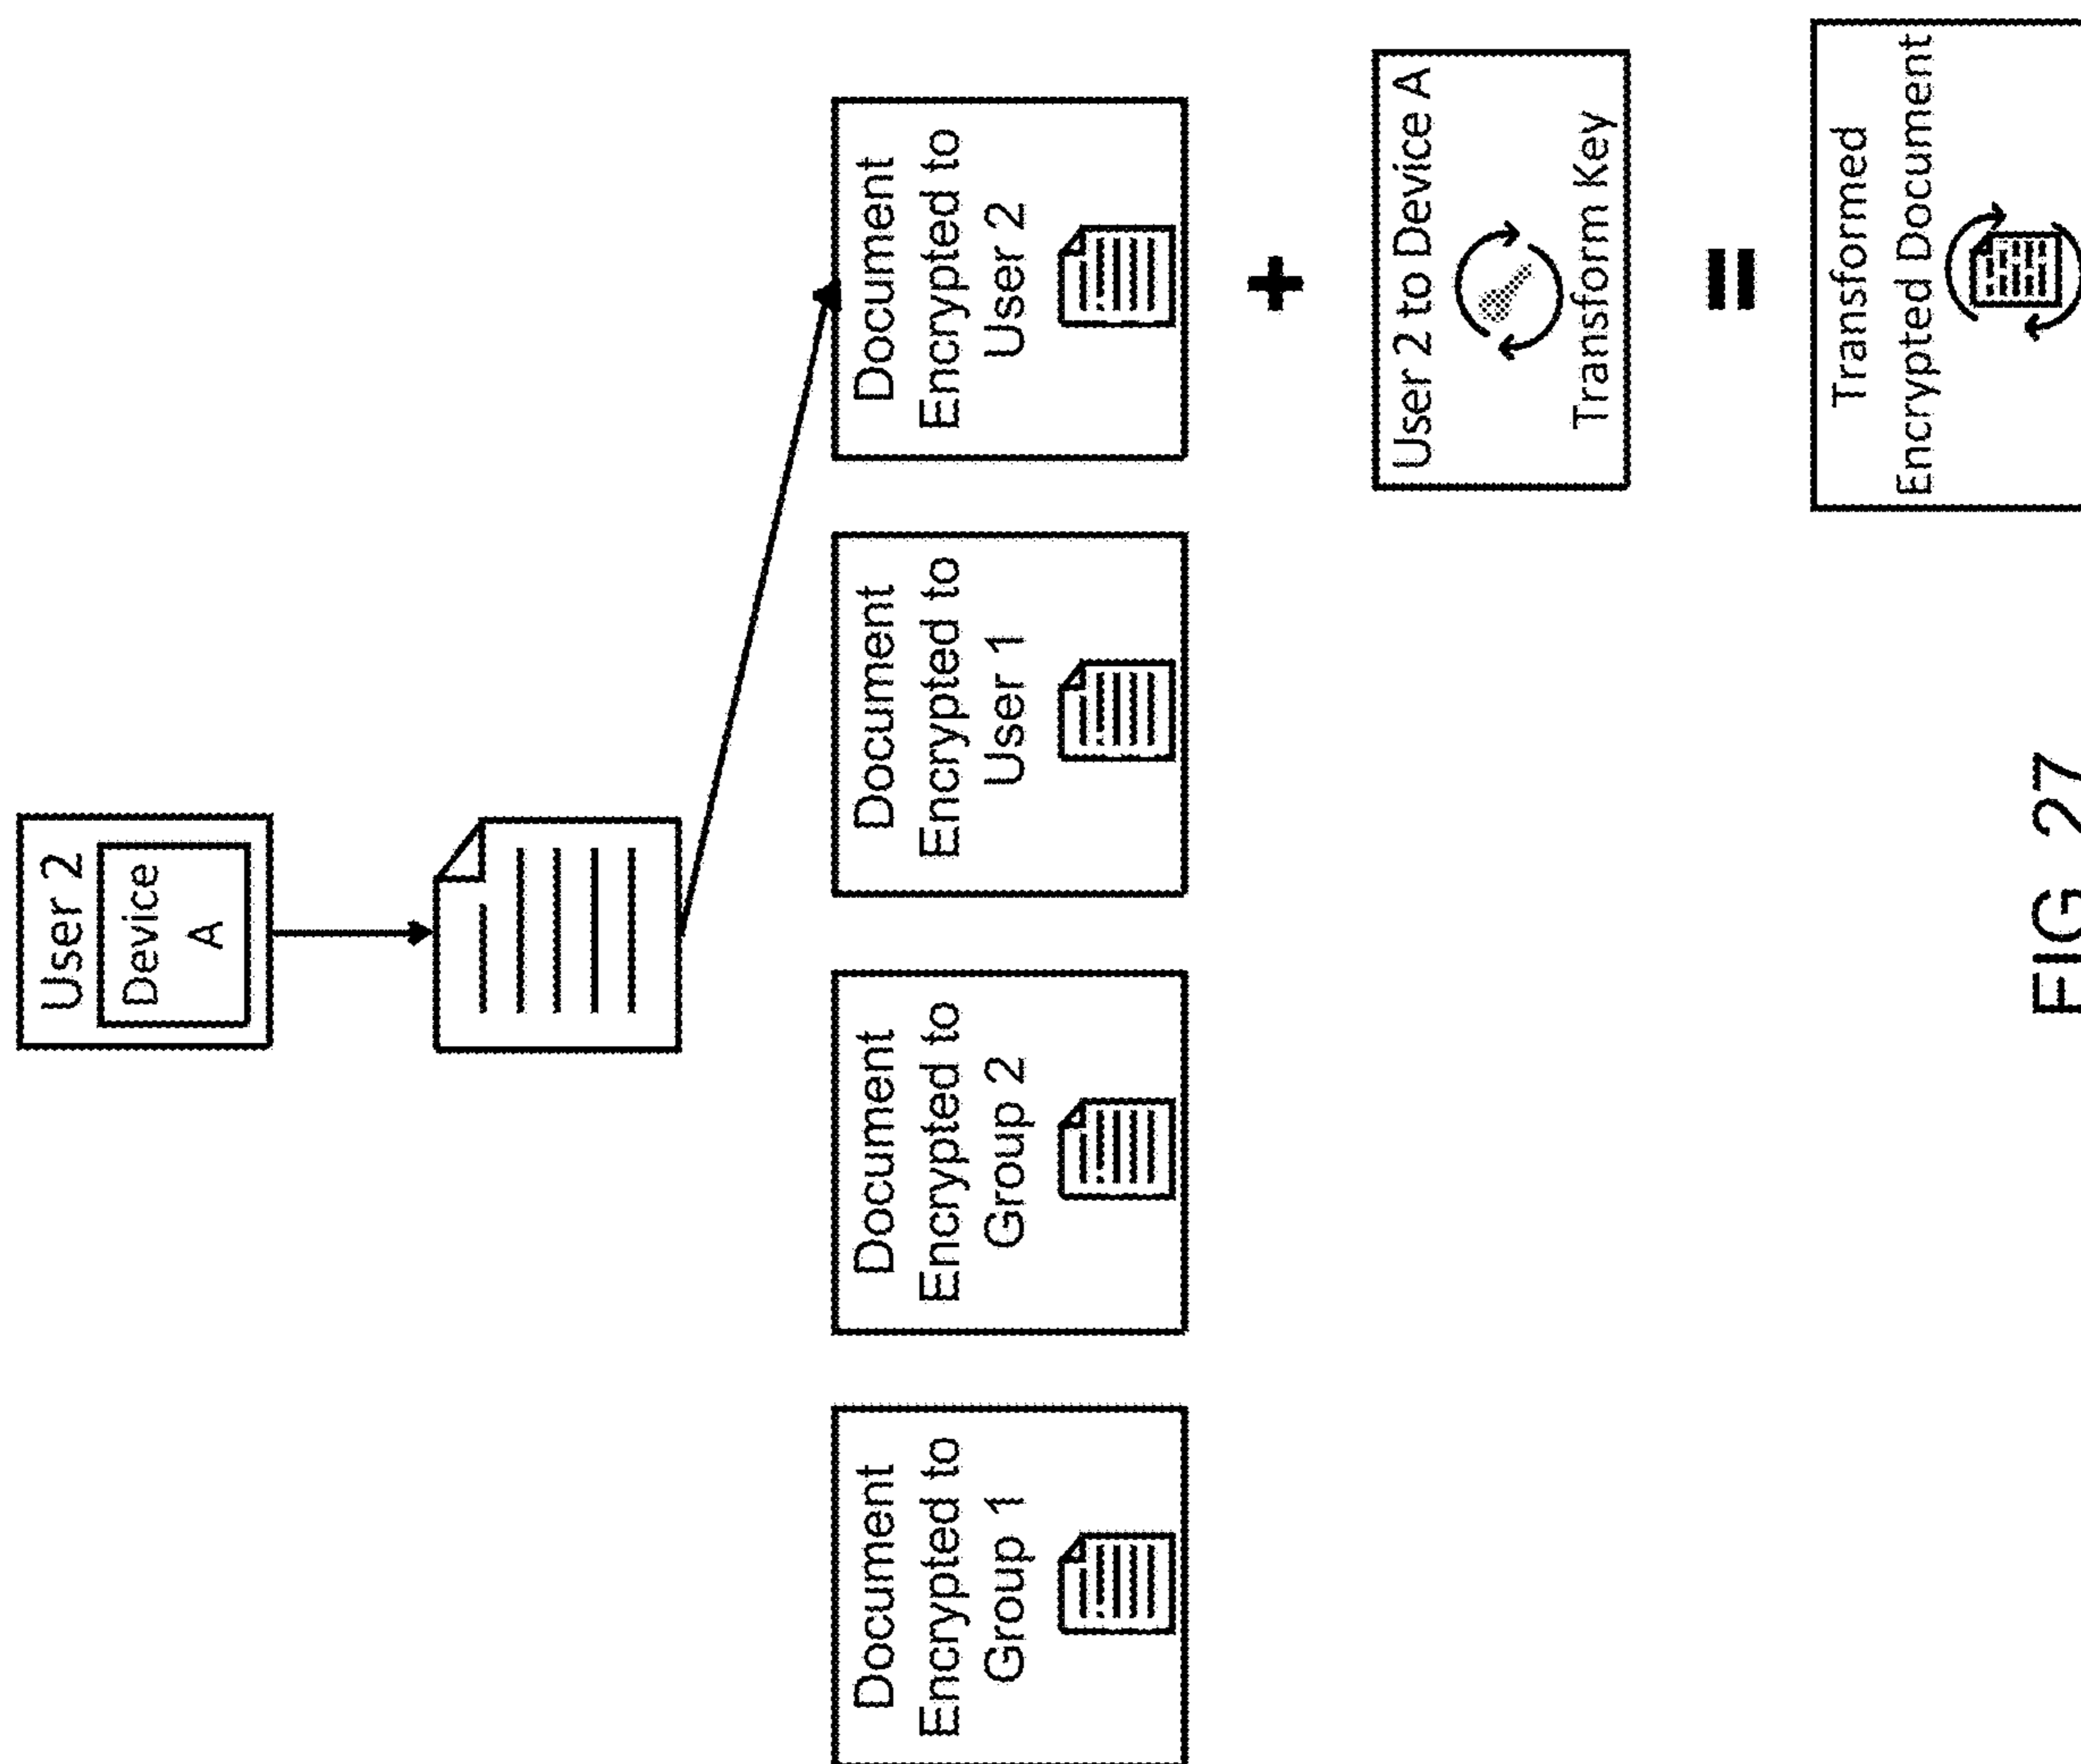 User 2
Device
A
Document
Encrypted to
Group 1
Document
Encrypted to
Group 2
Document
Encrypted to
User 1
Document
Encrypted to
User 2
+
User 2 to Device A
Transform Key
=
Transformed
Encrypted Document
FIG 27